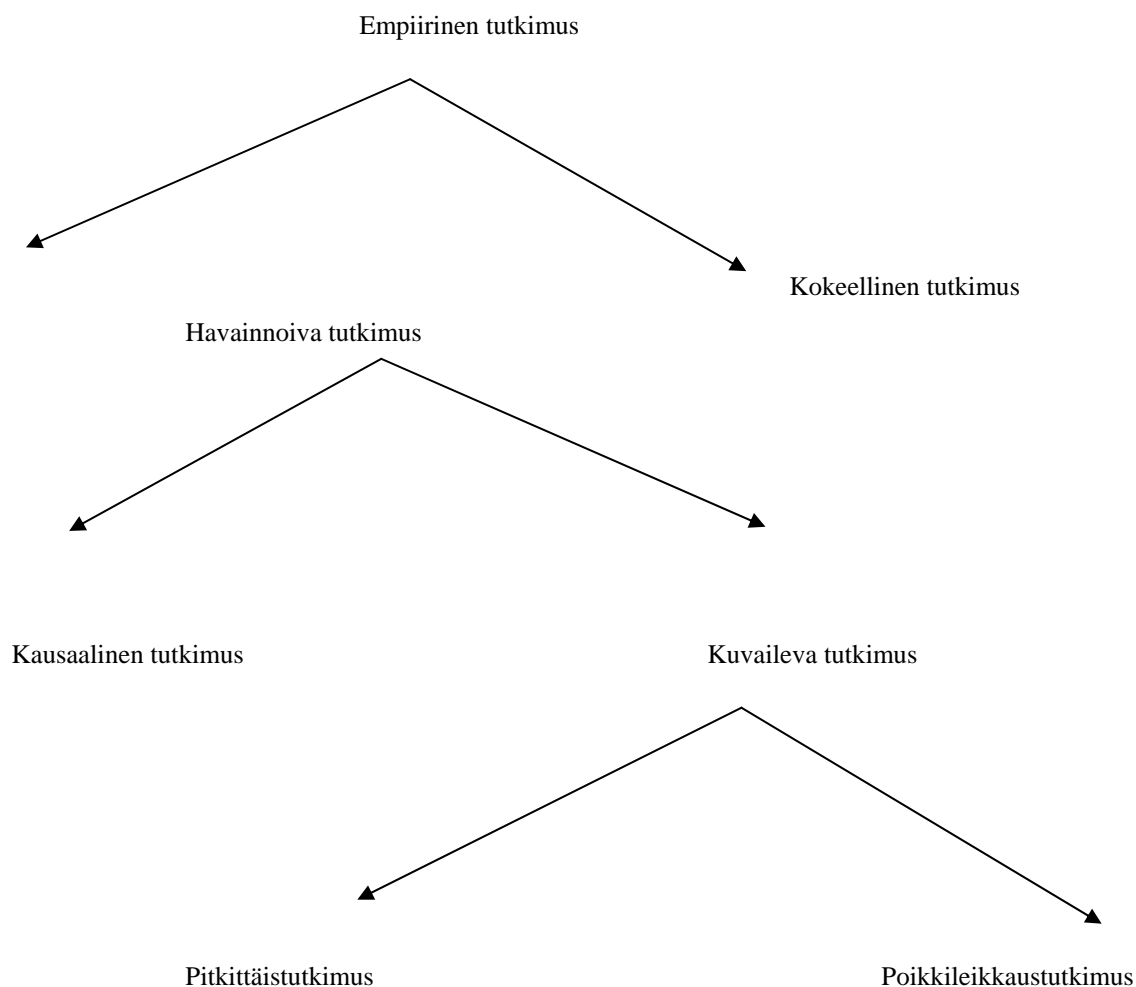 Empiirinen tutkimus
Kokeellinen tutkimus
Havainnoiva tutkimus
Kausaalinen tutkimus
Kuvaileva tutkimus
Pitkittäistutkimus
Poikkileikkaustutkimus